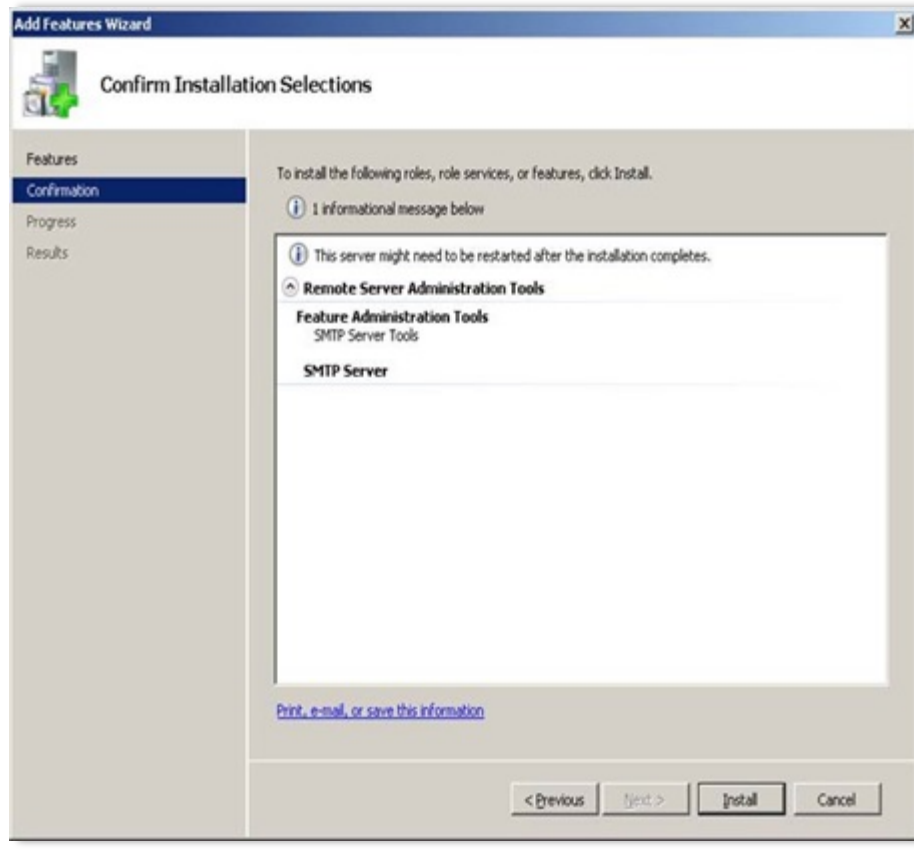 Add Features Wizard
Confirm Installation Selections
Features
Confirmation
Progress
Results
To install the following roles, role services, or features, click Install.
1 informational message below
This server might need to be restarted after the installation completes.
Remote Server Administration Tools
Feature Administration Tools
SMTP Server Tools
SMTP Server
Print, e-mail, or save this information
< Previous
Next >
Install
Cancel